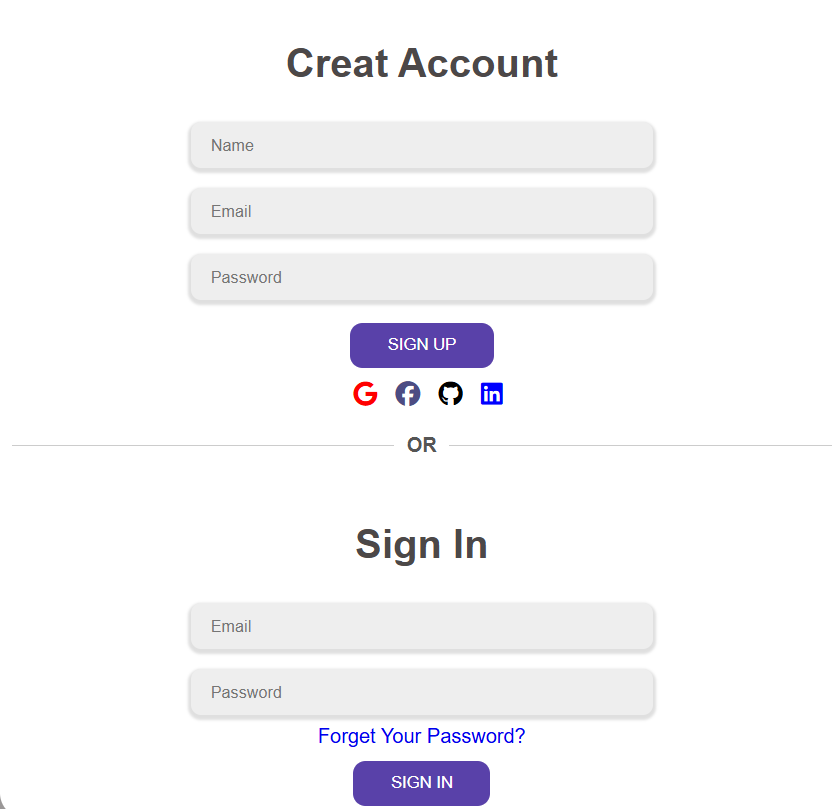 Creat Account
Name
Email
Password
SIGN UP
OR
Sign In
Email
Password
Forget Your Password?
SIGN IN